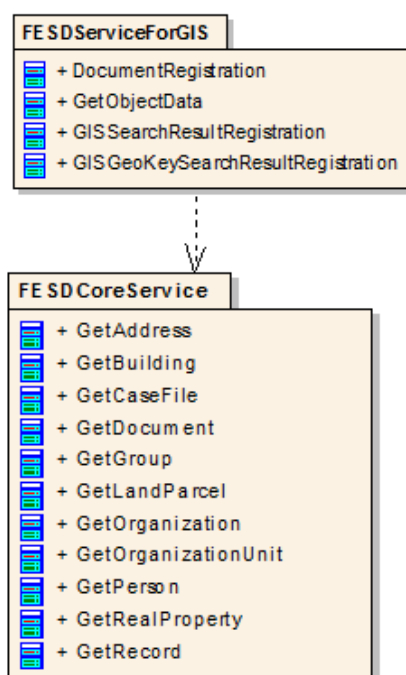 FESDServiceForGIS
+ DocumentRegistration
+ GetObjectData
+ GISSearchResultRegistration
+ GISGeoKeySearchResultRegistration
FESDCoreService
+ GetAddress
+ GetBuilding
+ GetCaseFile
+ GetDocument
+ GetGroup
+ GetLandParcel
+ GetOrganization
+ GetOrganizationUnit
+ GetPerson
+ GetRealProperty
+ GetRecord